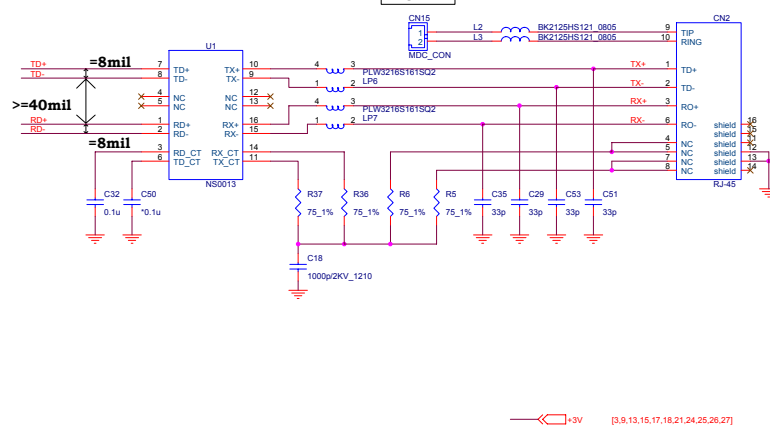 CN15
CN2
L2 BK2125HS121_0805
L3 BK2125HS121_0805
1
2
MDC_CON
9 TIP
10 RING
U1
TD+ 7 TD+ TX+ 10 4 3 TX+ 1 TD+
=8mil
PLW3216S161SQ2
TD- 8 TD- TX- 9 1 2 TX- 2 TD-
LP6
4 NC NC 12
5 NC NC 13
>=40mil
4 3 RX+ 3 RO+
PLW3216S161SQ2
RD+ 1 RD+ RX+ 16 1 2 RX- 6 RO-
LP7
RD- 2 RD- RX- 15
=8mil
shield 16
shield 15
shield 11
4 NC
5 NC shield 12
7 NC shield 13
8 NC shield 14
3 RD_CT RX_CT 14
6 TD_CT TX_CT 11
NS0013
RJ-45
C32
0.1u
C50
*0.1u
R37
75_1%
R36
75_1%
R6
75_1%
R5
75_1%
C35
33p
C29
33p
C53
33p
C51
33p
C18
1000p/2KV_1210
+3V [3,9,13,15,17,18,21,24,25,26,27]